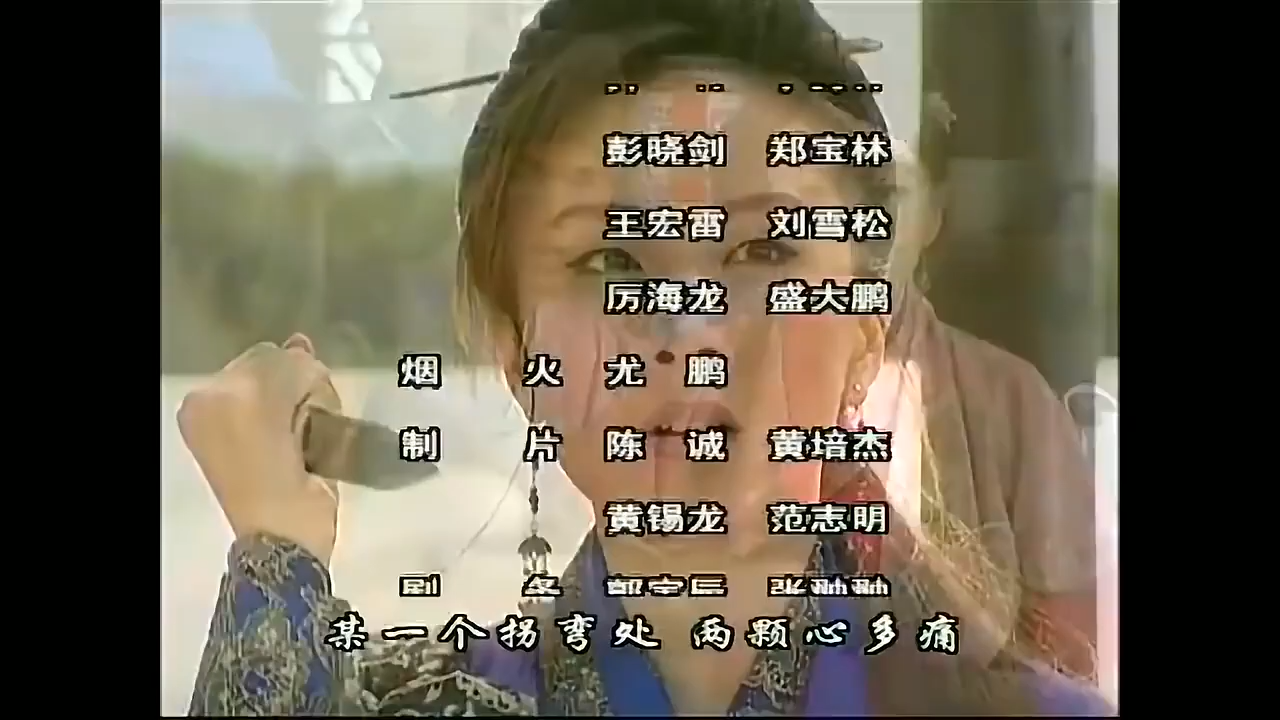 彭晓剑 郑宝林
王宏雷 刘雪松
厉海龙 盛大鹏
烟 火 尤 鹏
制 片 陈 诚 黄培杰
黄锡龙 范志明
某一个拐弯处 两颗心多痛